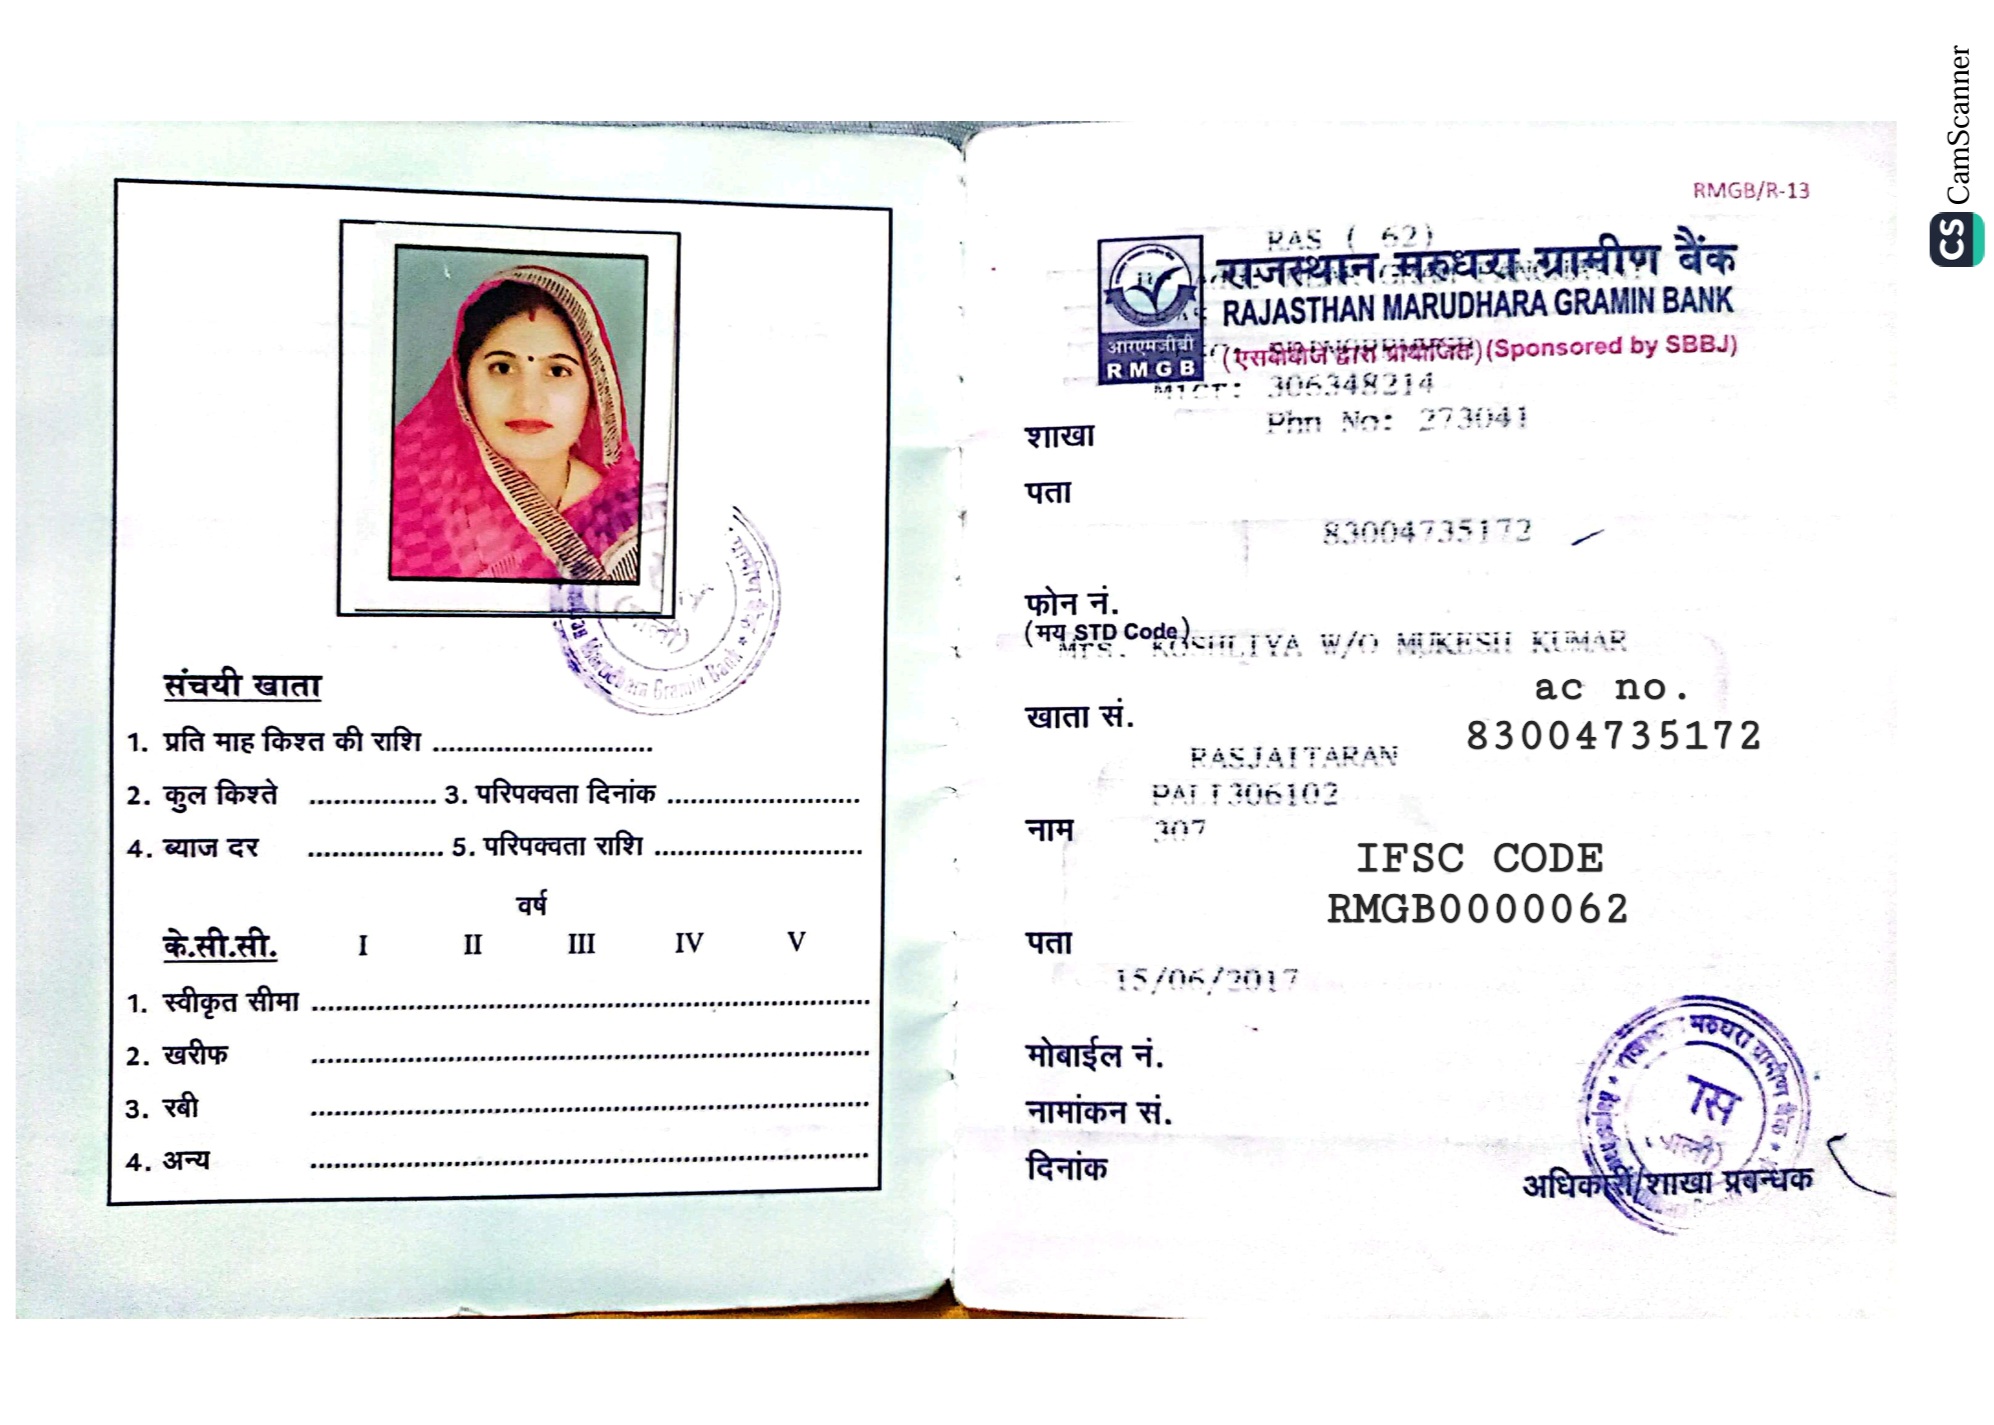 CamScanner
CS
संचयी खाता
1. प्रति माह किश्त की राशि
2. कुल किश्ते 3. परिपक्वता दिनांक
4. ब्याज दर 5. परिपक्वता राशि
वर्ष
के.सी.सी. I II III IV V
1. स्वीकृत सीमा
2. खरीफ
3. रबी
4. अन्य
RMGB/R-13
RAS ( 62)
राजस्थान मरुधरा ग्रामीण बैंक
RAJASTHAN MARUDHARA GRAMIN BANK
आरएमजीबी
RMGB
द्वारा प्रायोजित) (Sponsored by SBBJ)
306348214
Phn No: 273041
शाखा
पता
83004735172
फोन नं.
(मय STD Code)
Mrs. KOSHLIYA W/O MUKESH KUMAR
ac no.
खाता सं.
83004735172
RASJAITARAN
PALI306102
नाम 307
IFSC CODE
RMGB0000062
पता
15/06/2017
मोबाईल नं.
नामांकन सं.
दिनांक
मरुधरा ग्रामीण बैंक
(पाली)
अधिकारी/शाखा प्रबन्धक